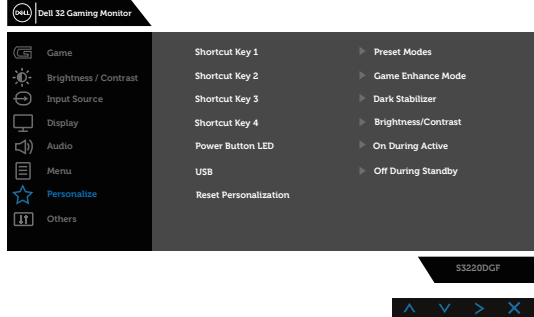 DELL Dell 32 Gaming Monitor
Game
Shortcut Key 1 Preset Modes
Brightness / Contrast
Shortcut Key 2 Game Enhance Mode
Input Source
Shortcut Key 3 Dark Stabilizer
Display
Shortcut Key 4 Brightness/Contrast
Audio
Power Button LED On During Active
Menu
USB Off During Standby
Personalize
Reset Personalization
Others
S3220DGF